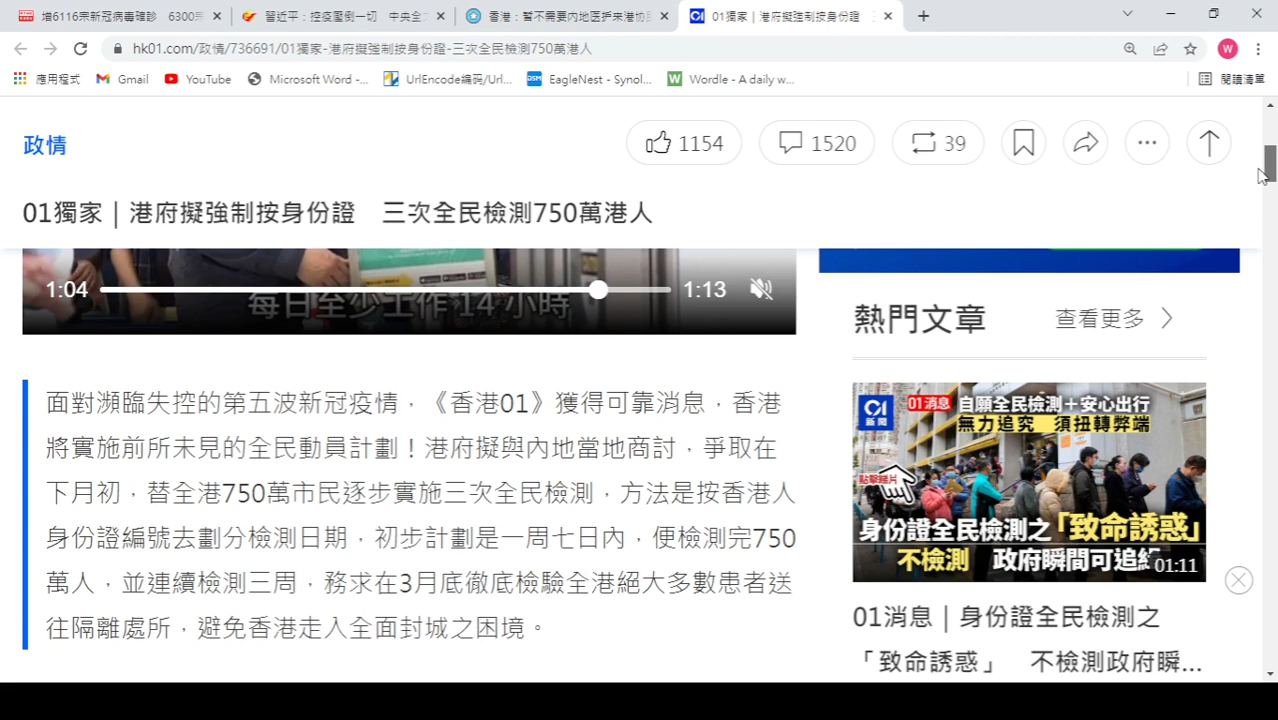 增6116宗新冠病毒確診 6300宗
習近平：控疫壓倒一切 中央全力
香港：暫不需要內地医护来港协
01獨家｜港府擬強制按身份證
hk01.com/政情/736691/01獨家-港府擬強制按身份證-三次全民檢測750萬港人
W
應用程式
Gmail
YouTube
Microsoft Word -...
UrlEncode编码/Url...
DSM
EagleNest - Synol...
W
Wordle - A daily w...
閱讀清單
政情
1154
1520
39
01獨家｜港府擬強制按身份證 三次全民檢測750萬港人
1:04
1:13
每日至少工作14小時
面對瀕臨失控的第五波新冠疫情，《香港01》獲得可靠消息，香港
將實施前所未見的全民動員計劃！港府擬與內地當地商討，爭取在
下月初，替全港750萬市民逐步實施三次全民檢測，方法是按香港人
身份證編號去劃分檢測日期，初步計劃是一周七日內，便檢測完750
萬人，並連續檢測三周，務求在3月底徹底檢驗全港絕大多數患者送
往隔離處所，避免香港走入全面封城之困境。
熱門文章
查看更多
01
新聞
01消息
自願全民檢測＋安心出行
無力追究 須扭轉弊端
點擊睇片
身份證全民檢測之「致命誘惑」
不檢測 政府瞬間可追
01:11
01消息｜身份證全民檢測之
「致命誘惑」 不檢測政府瞬...